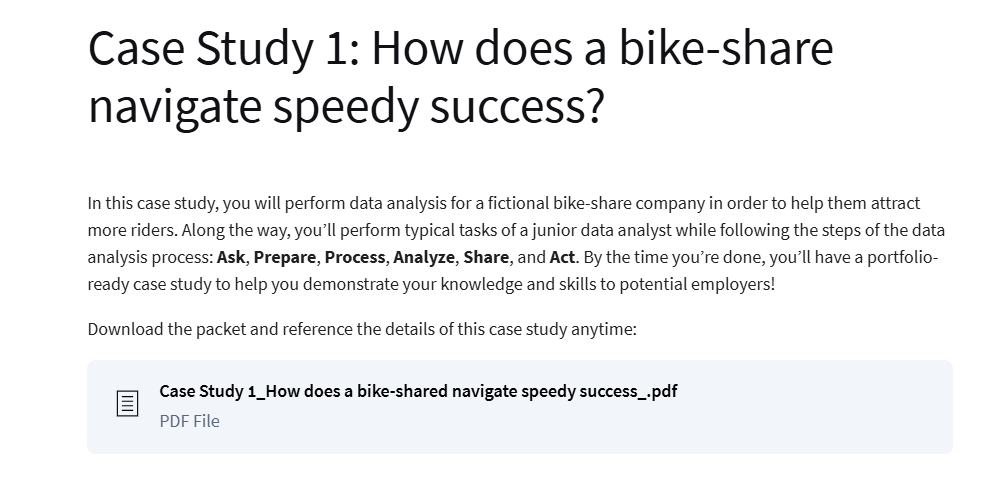 Case Study 1: How does a bike-share
navigate speedy success?
In this case study, you will perform data analysis for a fictional bike-share company in order to help them attract
more riders. Along the way, you’ll perform typical tasks of a junior data analyst while following the steps of the data
analysis process: Ask, Prepare, Process, Analyze, Share, and Act. By the time you’re done, you’ll have a portfolio-
ready case study to help you demonstrate your knowledge and skills to potential employers!
Download the packet and reference the details of this case study anytime:
Case Study 1_How does a bike-shared navigate speedy success_.pdf
PDF File